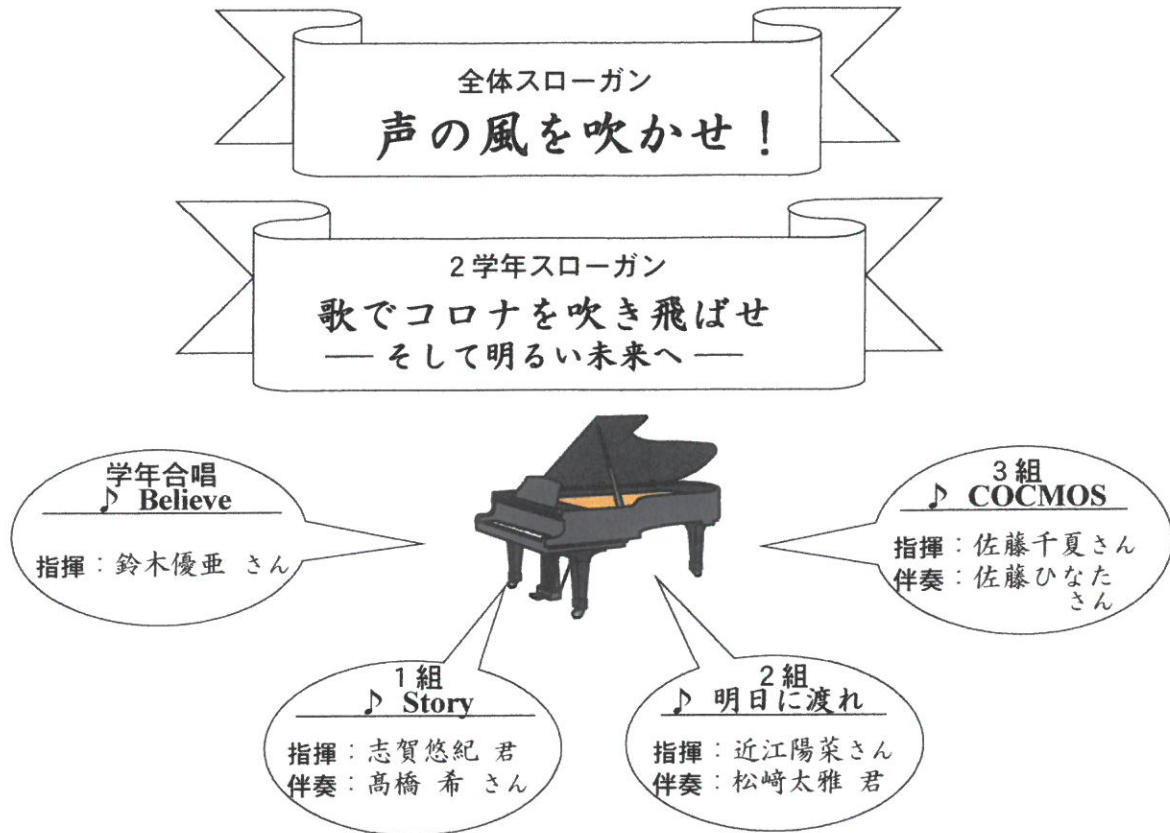 全体スローガン
声の風を吹かせ！
2学年スローガン
歌でコロナを吹き飛ばせ
― そして明るい未来へ ―
学年合唱
♪ Believe
指揮：鈴木優亜 さん
1組
♪ Story
指揮：志賀悠紀 君
伴奏：髙橋 希 さん
2組
♪ 明日に渡れ
指揮：近江陽菜さん
伴奏：松﨑太雅 君
3組
♪ COCMOS
指揮：佐藤千夏さん
伴奏：佐藤ひなた
さん